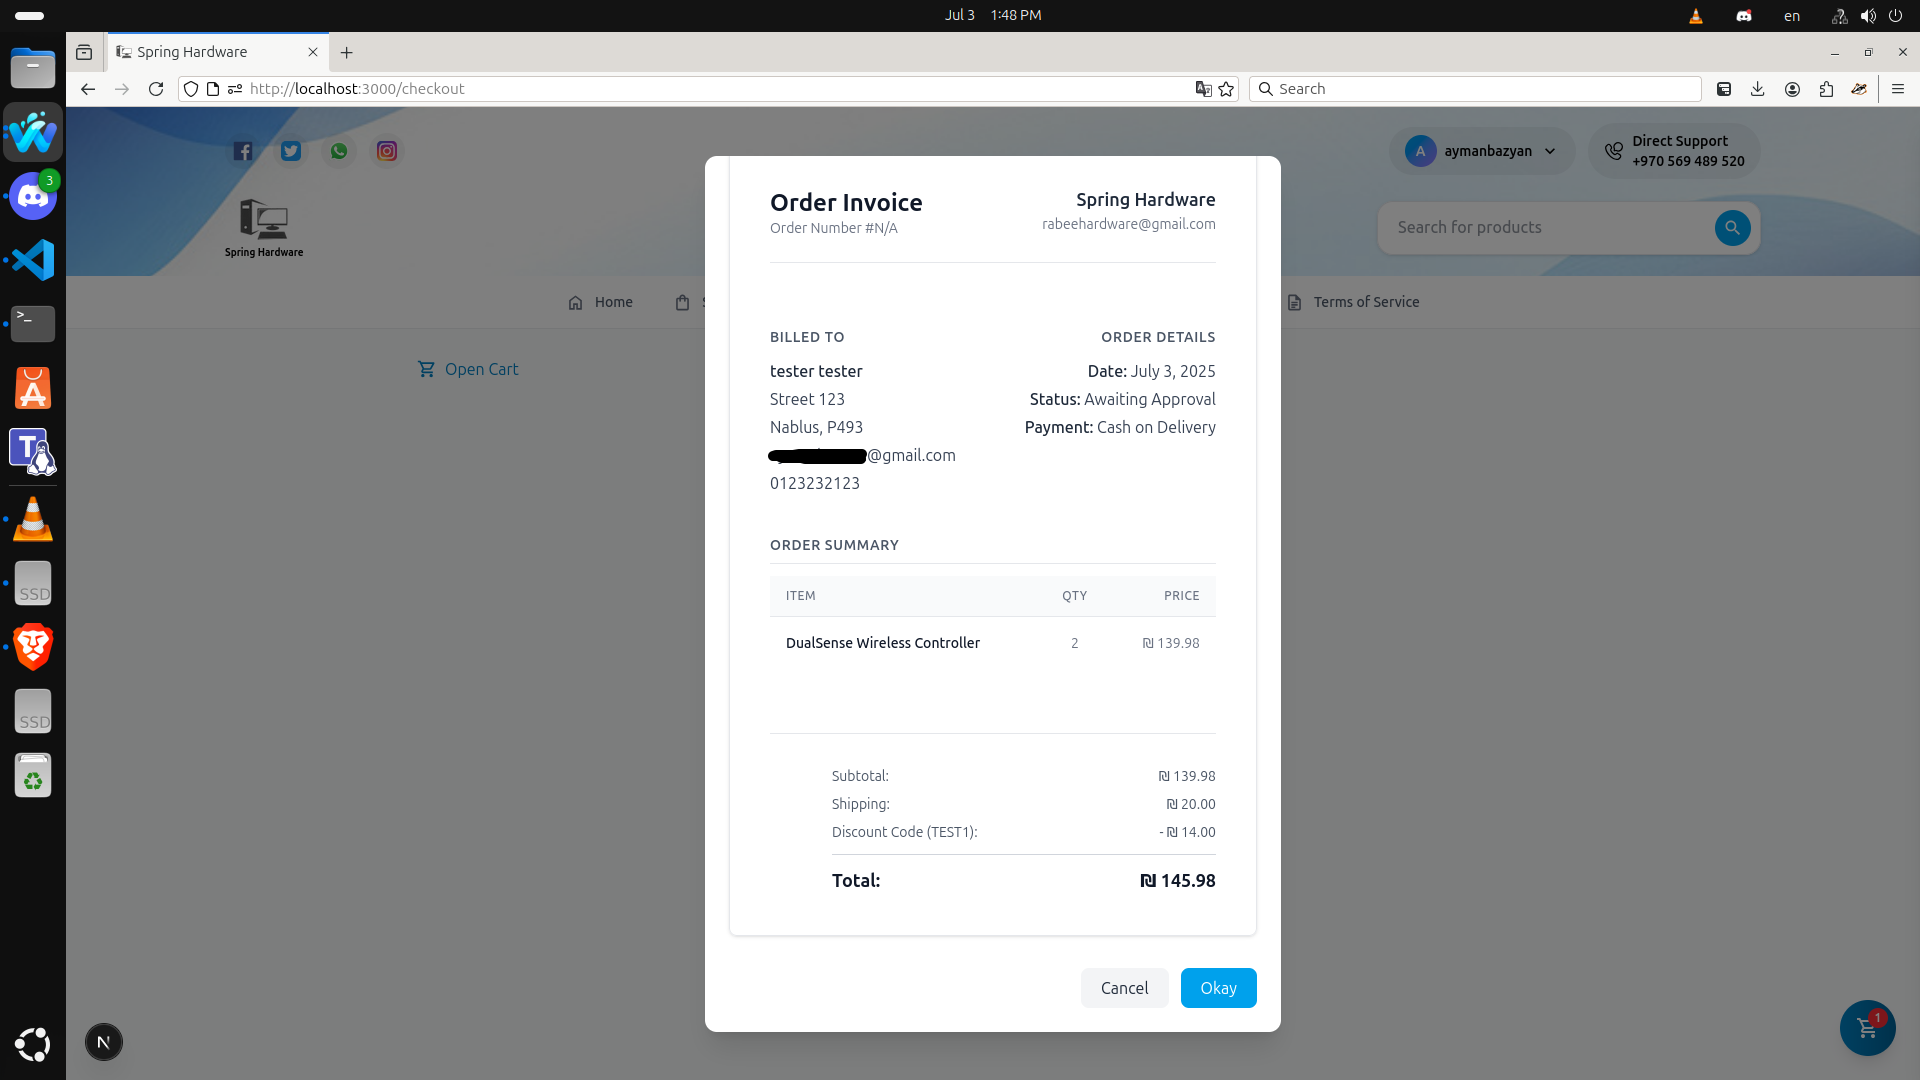 Jul 3 1:48 PM
en
Spring Hardware
http://localhost:3000/checkout
Search
3
A aymanbazyan
Direct Support
+970 569 489 520
Spring Hardware
Search for products
Home
Terms of Service
Open Cart
Order Invoice
Spring Hardware
Order Number #N/A
rabeehardware@gmail.com
BILLED TO
ORDER DETAILS
tester tester
Date: July 3, 2025
Street 123
Status: Awaiting Approval
Nablus, P493
Payment: Cash on Delivery
@gmail.com
0123232123
ORDER SUMMARY
ITEM QTY PRICE
DualSense Wireless Controller 2 ₪ 139.98
Subtotal: ₪ 139.98
Shipping: ₪ 20.00
Discount Code (TEST1): - ₪ 14.00
Total: ₪ 145.98
Cancel
Okay
SSD
SSD
N
1